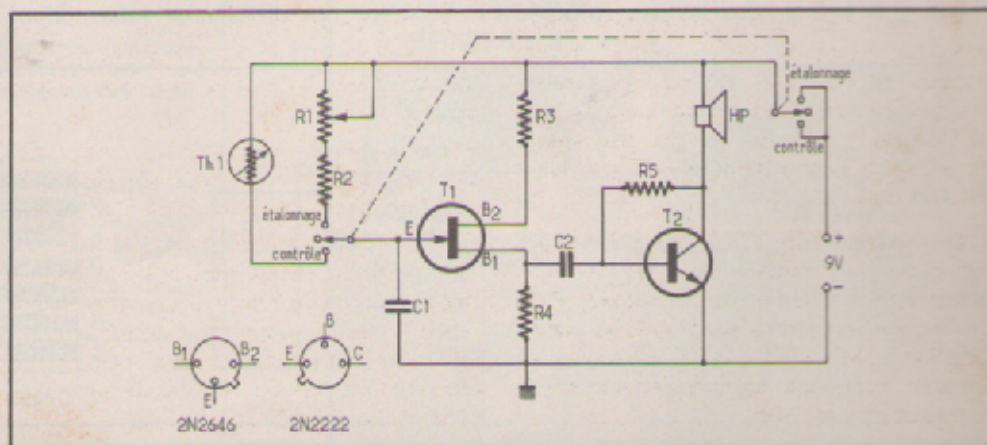 étalonnage
R1
R3
HP
contrôle
Th1
R2
R5
T1
étalonnage
E
B2
T2
contrôle
B1
C2
+
9V
−
C1
R4
B
B1
B2
E
C
E
2N2646
2N2222